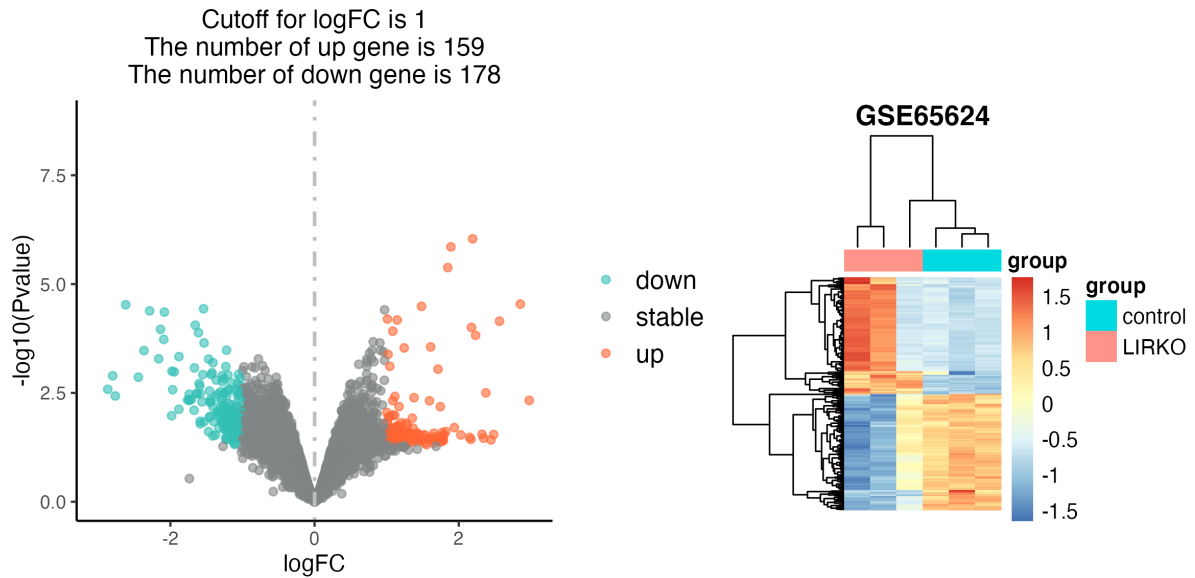 Cutoff for logFC is 1
The number of up gene is 159
The number of down gene is 178
-log10(Pvalue)
7.5
5.0
2.5
0.0
-2
0
2
logFC
down
stable
up
GSE65624
group
1.5
1
0.5
0
-0.5
-1
-1.5
group
control
LIRKO